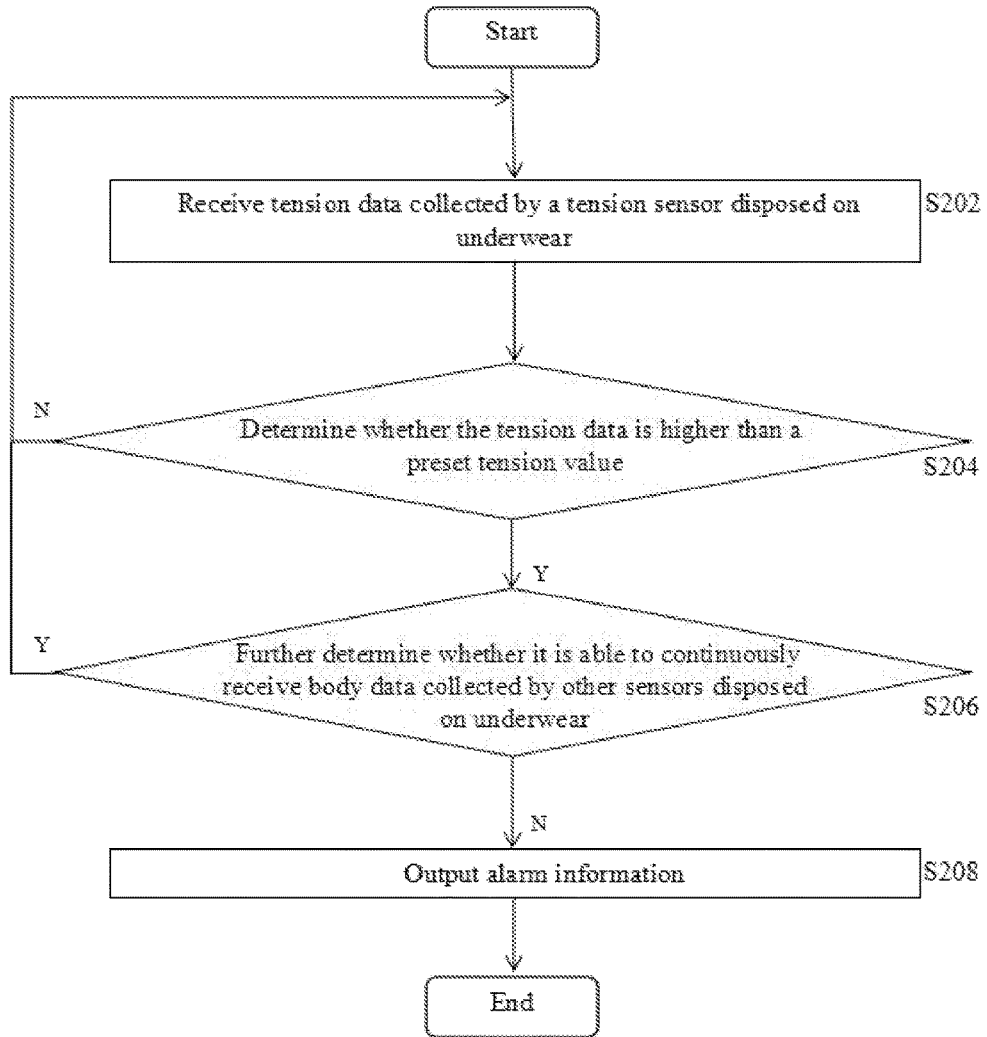 Start
Receive tension data collected by a tension sensor disposed on
underwear
S202
N
Determine whether the tension data is higher than a
preset tension value
S204
Y
Y
Further determine whether it is able to continuously
receive body data collected by other sensors disposed
on underwear
S206
N
Output alarm information
S208
End